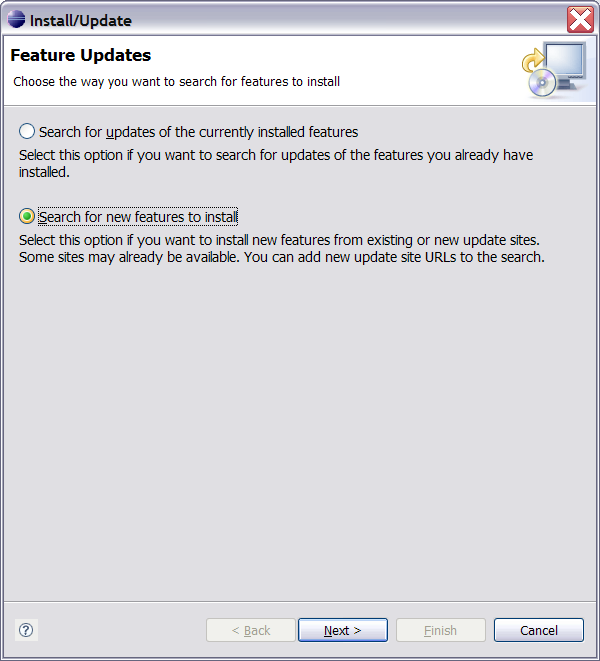 Install/Update
Feature Updates
Choose the way you want to search for features to install
Search for updates of the currently installed features
Select this option if you want to search for updates of the features you already have
installed.
Search for new features to install
Select this option if you want to install new features from existing or new update sites.
Some sites may already be available. You can add new update site URLs to the search.
?
< Back
Next >
Finish
Cancel